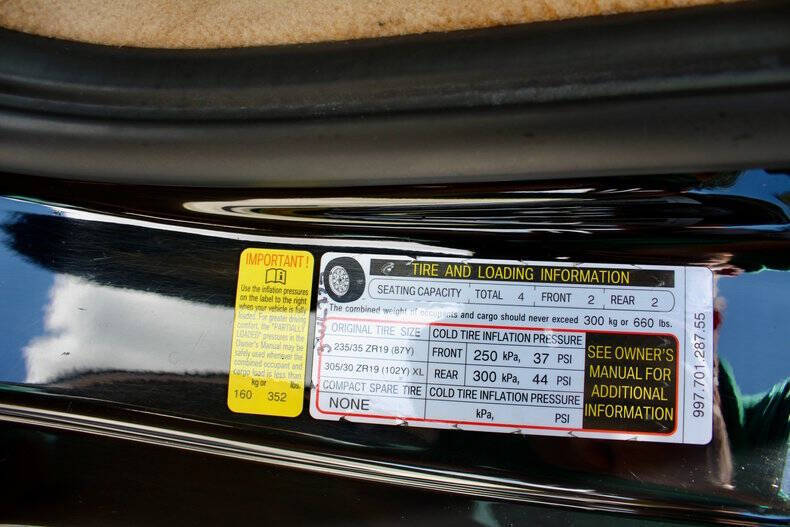 IMPORTANT!
Use the inflation pressures
on the label to the right
when your vehicle is fully
loaded. For greater driving
comfort, the "PARTIALLY
LOADED" pressures in the
Owner's Manual may be
safely used whenever the
combined occupant and
cargo load is less than
kg or lbs.
160 352
TIRE AND LOADING INFORMATION
SEATING CAPACITY TOTAL 4 FRONT 2 REAR 2
The combined weight of occupants and cargo should never exceed 300 kg or 660 lbs.
ORIGINAL TIRE SIZE COLD TIRE INFLATION PRESSURE
235/35 ZR19 (87Y) FRONT 250 kPa, 37 PSI
305/30 ZR19 (102Y) XL REAR 300 kPa, 44 PSI
COMPACT SPARE TIRE COLD TIRE INFLATION PRESSURE
NONE kPa, PSI
SEE OWNER'S
MANUAL FOR
ADDITIONAL
INFORMATION
997.701.287.55